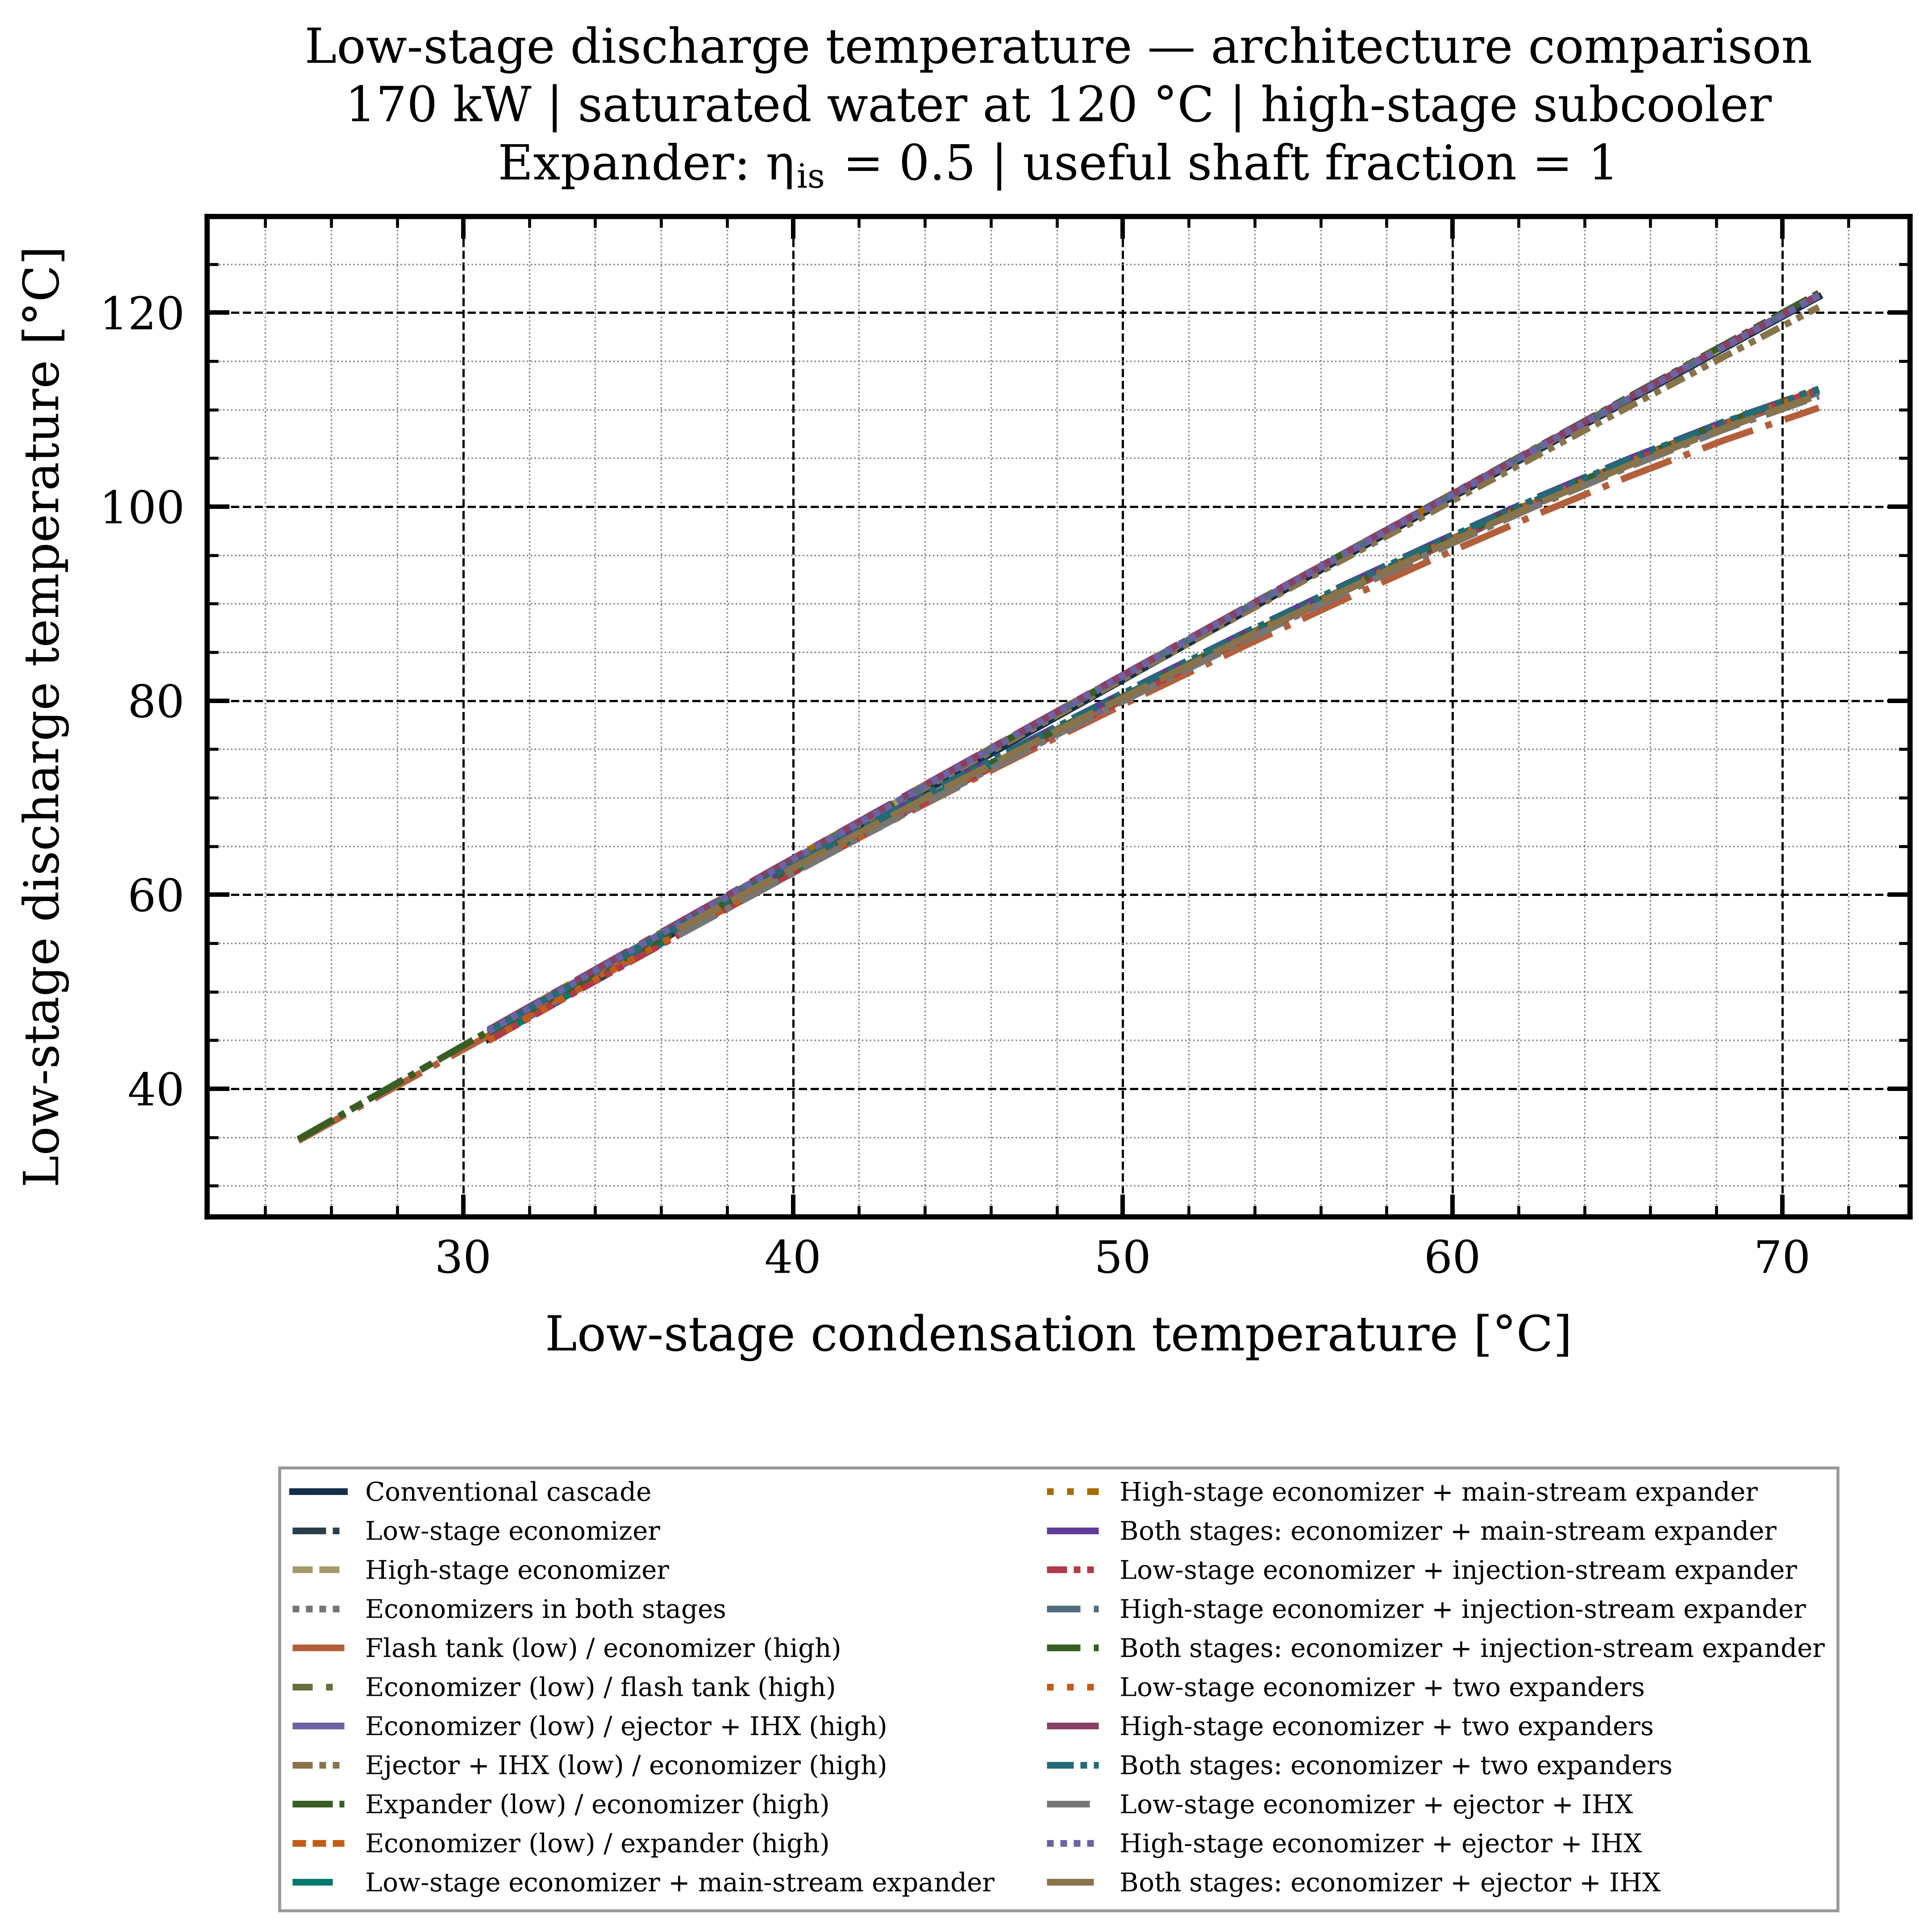 Low-stage discharge temperature — architecture comparison
170 kW | saturated water at 120 °C | high-stage subcooler
Expander: ηis = 0.5 | useful shaft fraction = 1
Low-stage discharge temperature [°C]
120
100
80
60
40
30 40 50 60 70
Low-stage condensation temperature [°C]
Conventional cascade
Low-stage economizer
High-stage economizer
Economizers in both stages
Flash tank (low) / economizer (high)
Economizer (low) / flash tank (high)
Economizer (low) / ejector + IHX (high)
Ejector + IHX (low) / economizer (high)
Expander (low) / economizer (high)
Economizer (low) / expander (high)
Low-stage economizer + main-stream expander
High-stage economizer + main-stream expander
Both stages: economizer + main-stream expander
Low-stage economizer + injection-stream expander
High-stage economizer + injection-stream expander
Both stages: economizer + injection-stream expander
Low-stage economizer + two expanders
High-stage economizer + two expanders
Both stages: economizer + two expanders
Low-stage economizer + ejector + IHX
High-stage economizer + ejector + IHX
Both stages: economizer + ejector + IHX